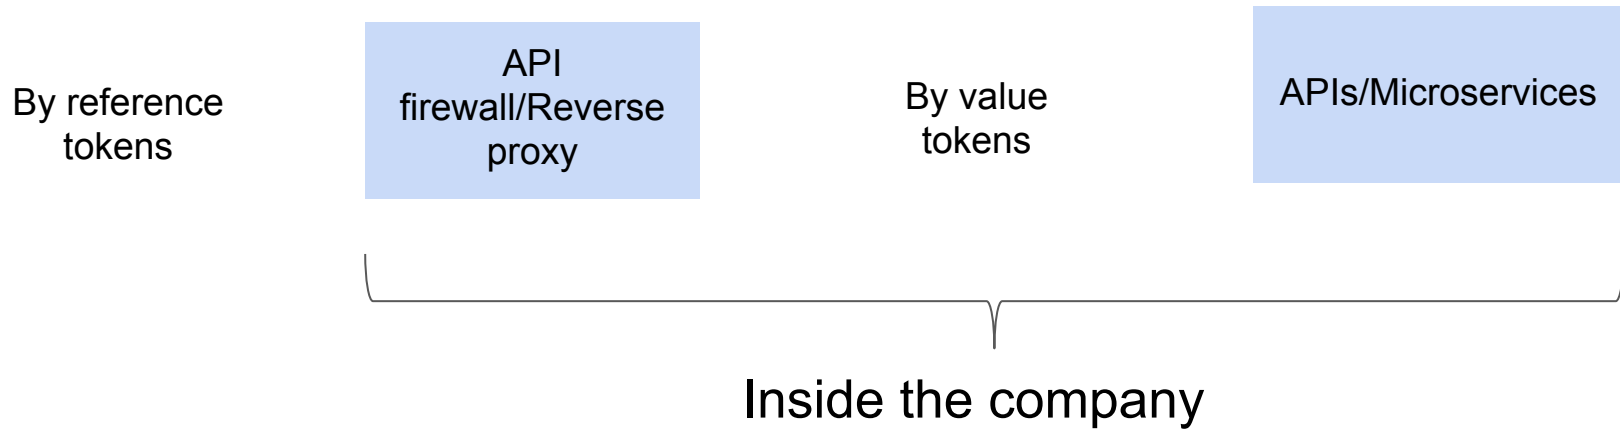 By reference
tokens
API
firewall/Reverse
proxy
By value
tokens
APIs/Microservices
Inside the company